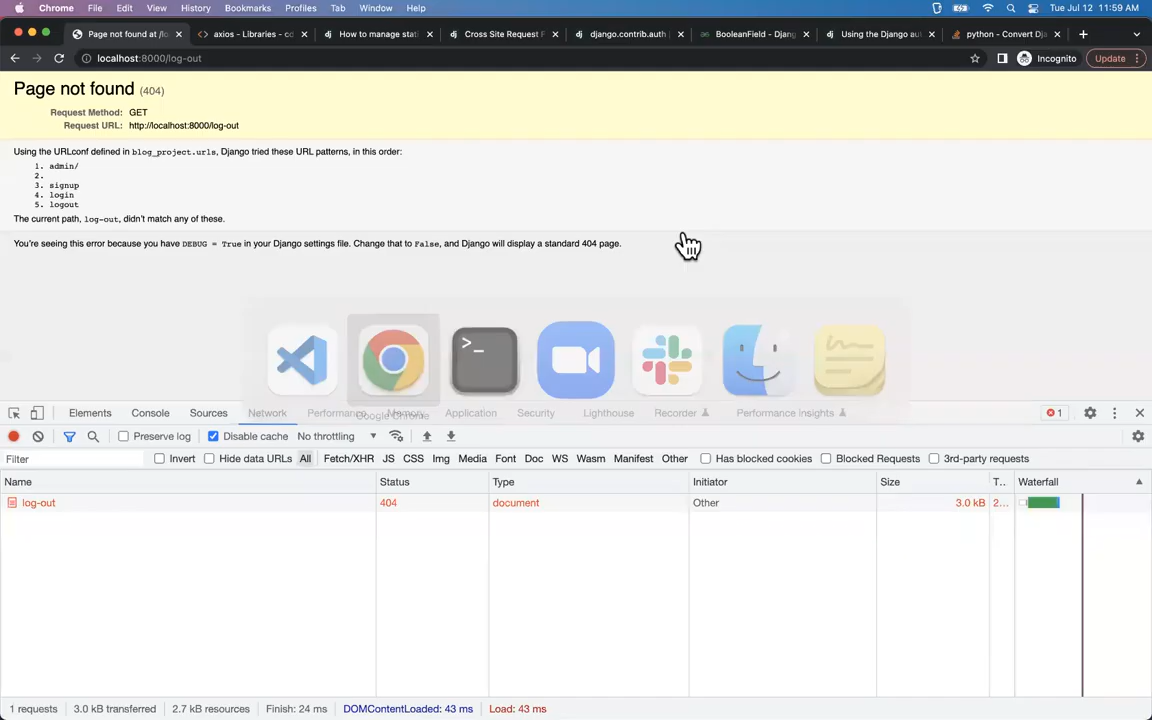 Chrome File Edit View History Bookmarks Profiles Tab Window Help Tue Jul 12 11:59 AM
Page not found at /lo axios - Libraries - cd How to manage stati Cross Site Request F django.contrib.auth BooleanField - Djang Using the Django au python - Convert Dja
localhost:8000/log-out Incognito Update
Page not found (404)
Request Method: GET
Request URL: http://localhost:8000/log-out
Using the URLconf defined in blog_project.urls, Django tried these URL patterns, in this order:
1. admin/
2.
3. signup
4. login
5. logout
The current path, log-out, didn't match any of these.
You're seeing this error because you have DEBUG = True in your Django settings file. Change that to False, and Django will display a standard 404 page.
Google Chrome
Elements Console Sources Network Performance Memory Application Security Lighthouse Recorder Performance insights 1
Preserve log Disable cache No throttling
Filter Invert Hide data URLs All Fetch/XHR JS CSS Img Media Font Doc WS Wasm Manifest Other Has blocked cookies Blocked Requests 3rd-party requests
Name Status Type Initiator Size T.. Waterfall
log-out 404 document Other 3.0 kB 2...
1 requests 3.0 kB transferred 2.7 kB resources Finish: 24 ms DOMContentLoaded: 43 ms Load: 43 ms